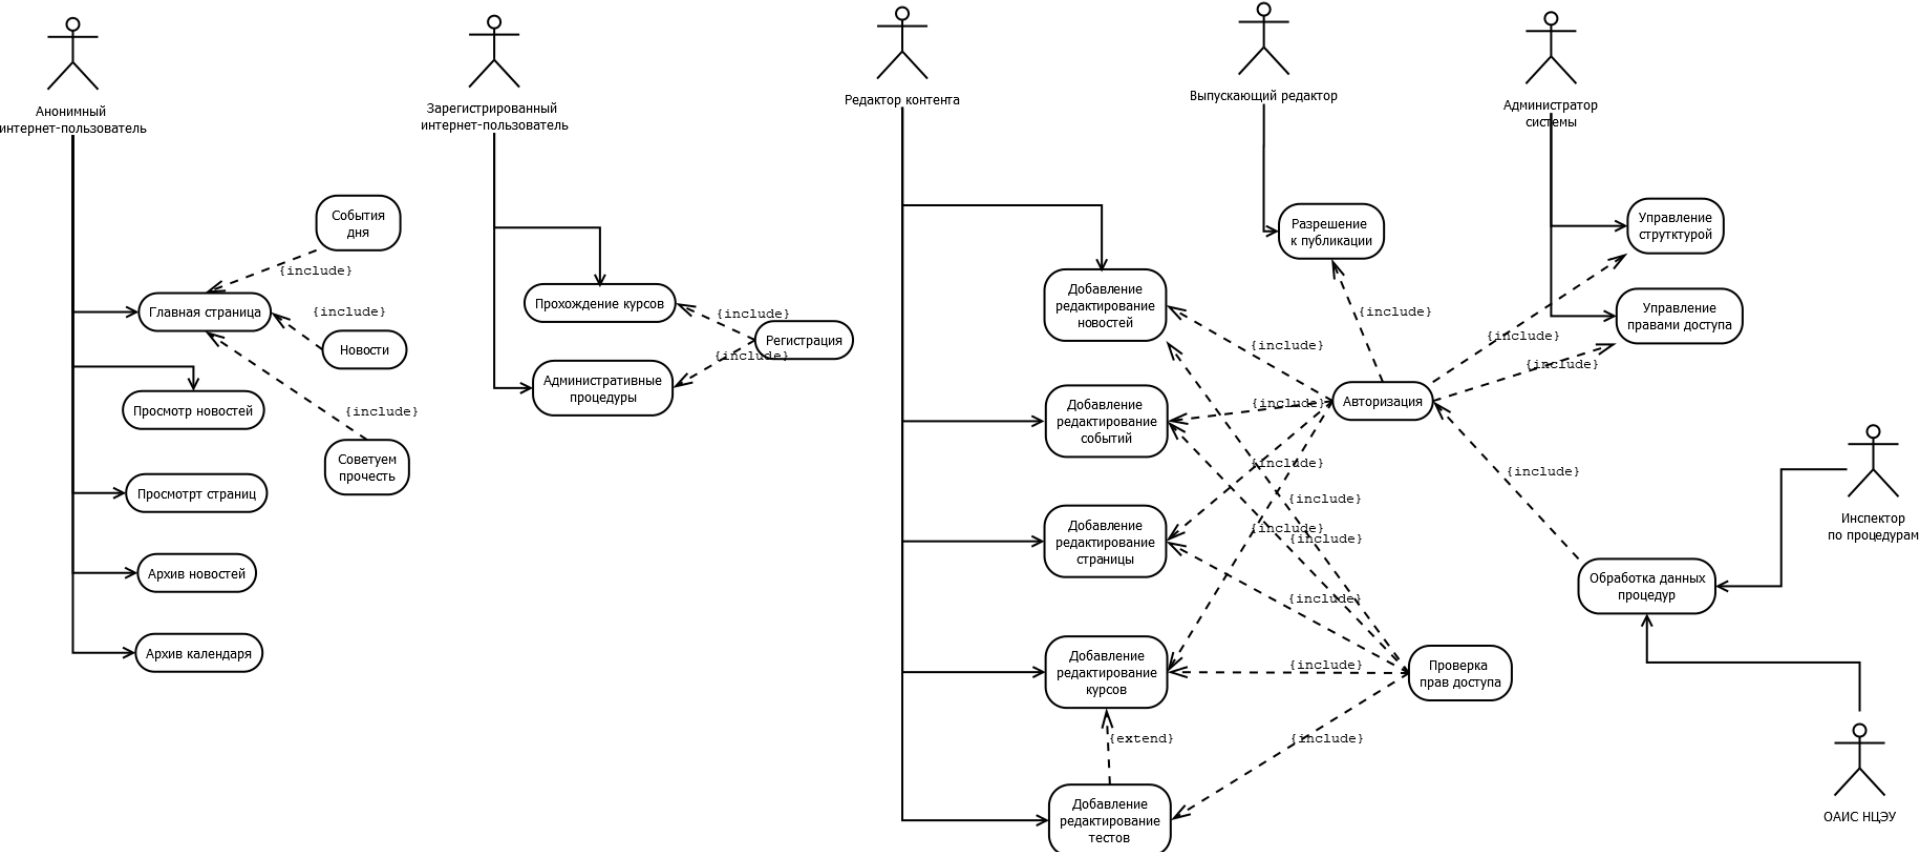 Анонимный
интернет-пользователь
Зарегистрированный
интернет-пользователь
Редактор контента
Выпускающий редактор
Администратор
системы
События
дня
{include}
Главная страница
{include}
Новости
Просмотр новостей
{include}
Советуем
прочесть
Просмотрт страниц
Архив новостей
Архив календаря
Прохождение курсов
{include}
Регистрация
{include}
Административные
процедуры
Добавление
редактирование
новостей
Добавление
редактирование
событий
Добавление
редактирование
страницы
Добавление
редактирование
курсов
{extend}
Добавление
редактирование
тестов
Разрешение
к публикации
{include}
{include}
{include}
{include}
{include}
{include}
{include}
{include}
{include}
{include}
Авторизация
Проверка
прав доступа
Управление
струтктурой
Управление
правами доступа
{include}
{include}
{include}
Обработка данных
процедур
Инспектор
по процедурам
ОАИС НЦЭУ